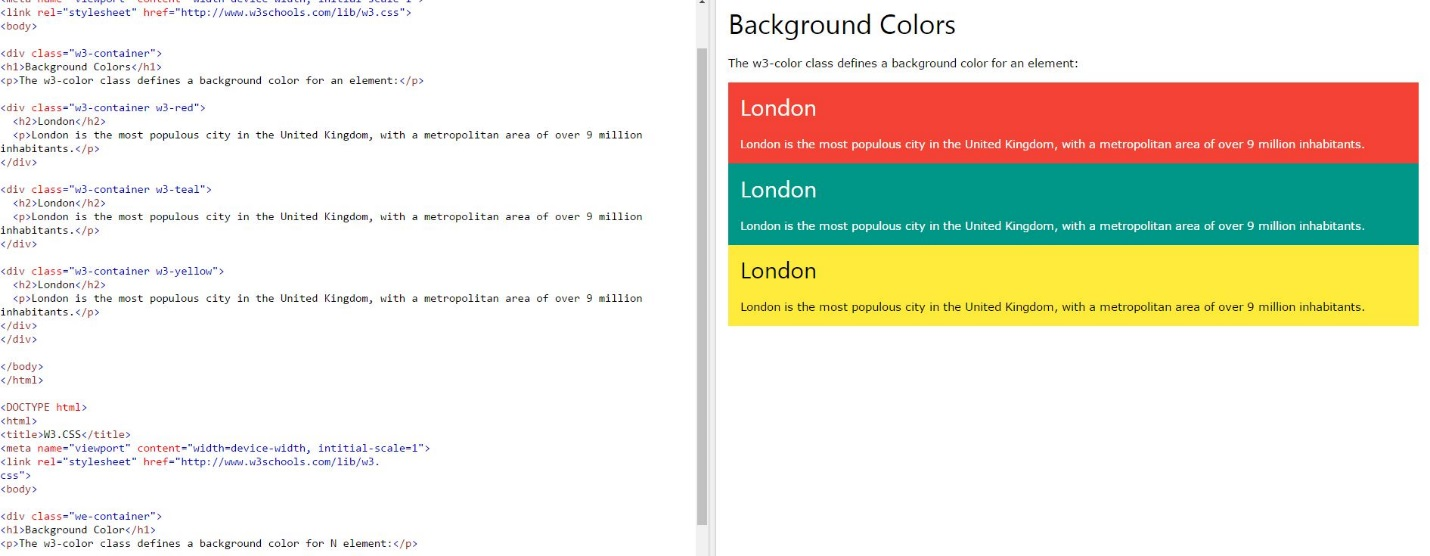 <meta name="viewport" content="width=device-width, initial-scale=1">
<link rel="stylesheet" href="http://www.w3schools.com/lib/w3.css">
<body>
<div class="w3-container">
<h1>Background Colors</h1>
<p>The w3-color class defines a background color for an element:</p>
<div class="w3-container w3-red">
<h2>London</h2>
<p>London is the most populous city in the United Kingdom, with a metropolitan area of over 9 million
inhabitants.</p>
</div>
<div class="w3-container w3-teal">
<h2>London</h2>
<p>London is the most populous city in the United Kingdom, with a metropolitan area of over 9 million
inhabitants.</p>
</div>
<div class="w3-container w3-yellow">
<h2>London</h2>
<p>London is the most populous city in the United Kingdom, with a metropolitan area of over 9 million
inhabitants.</p>
</div>
</div>
</body>
</html>
<DOCTYPE html>
<html>
<title>W3.CSS</title>
<meta name="viewport" content="width=device-width, intitial-scale=1">
<link rel="stylesheet" href="http://www.w3schools.com/lib/w3.
css">
<body>
<div class="we-container">
<h1>Background Color</h1>
<p>The w3-color class defines a background color for N element:</p>
Background Colors
The w3-color class defines a background color for an element:
London
London is the most populous city in the United Kingdom, with a metropolitan area of over 9 million inhabitants.
London
London is the most populous city in the United Kingdom, with a metropolitan area of over 9 million inhabitants.
London
London is the most populous city in the United Kingdom, with a metropolitan area of over 9 million inhabitants.